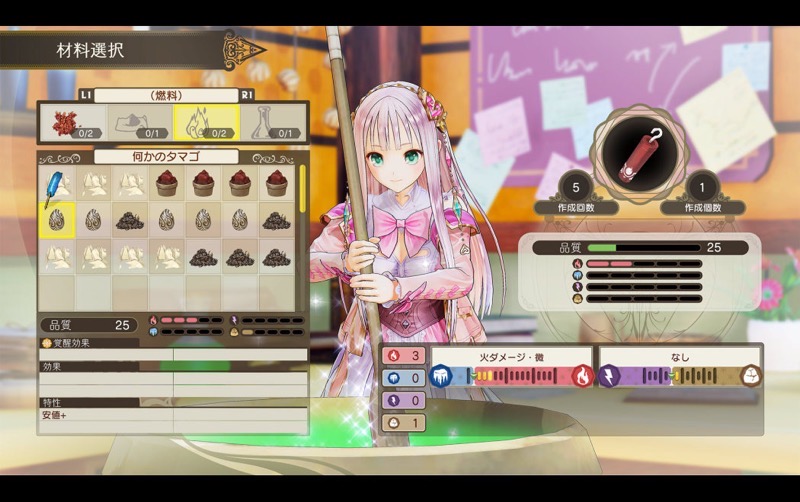 材料選択
L1
（燃料）
R1
0/2
0/1
0/2
0/1
何かのタマゴ
品質 25
覚醒効果
効果
特性
安値+
5
作成回数
1
作成個数
品質 25
3
0
0
1
火ダメージ・微
なし